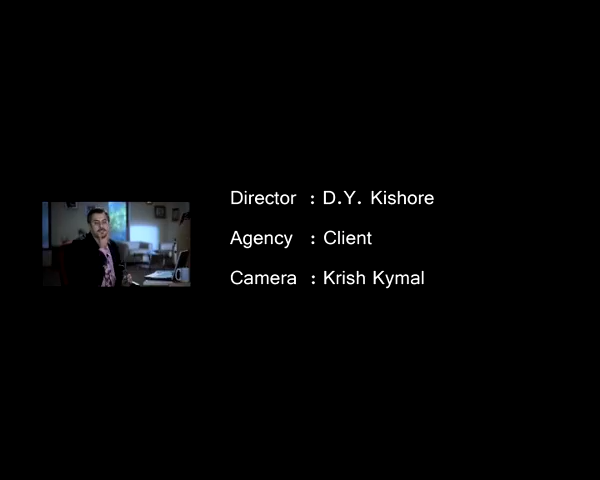 Director : D.Y. Kishore
Agency : Client
Camera : Krish Kymal